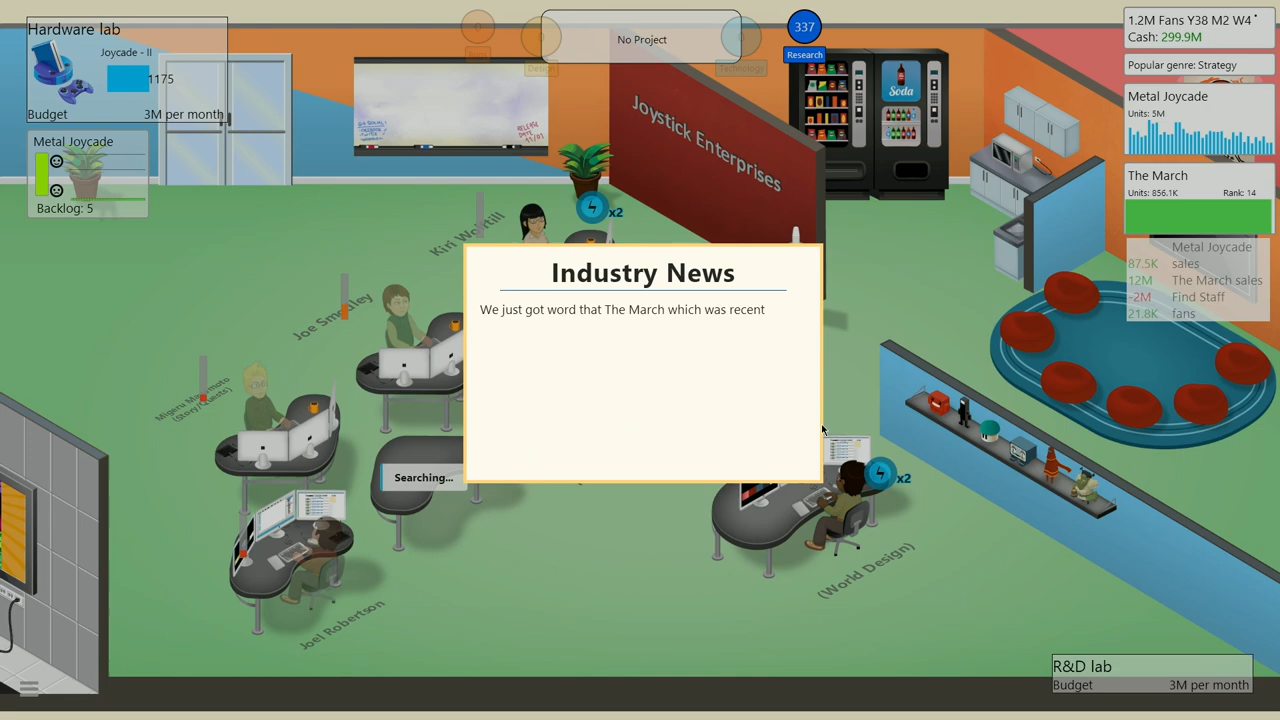 Hardware lab
Joycade - II
1175
Budget 3M per month
Metal Joycade
Backlog: 5
No Project
337
Research
Technology
1.2M Fans Y38 M2 W4
Cash: 299.9M
Popular genre: Strategy
Metal Joycade
Units: 5M
The March
Units: 856.1K Rank: 14
Metal Joycade
87.5K sales
12M The March sales
-2M Find Staff
21.8K fans
Joystick Enterprises
Soda
RELEASE
Industry News
We just got word that The March which was recent
x2
x2
Searching...
Joel Robertson
(World Design)
(Story/Quests)
R&D lab
Budget 3M per month